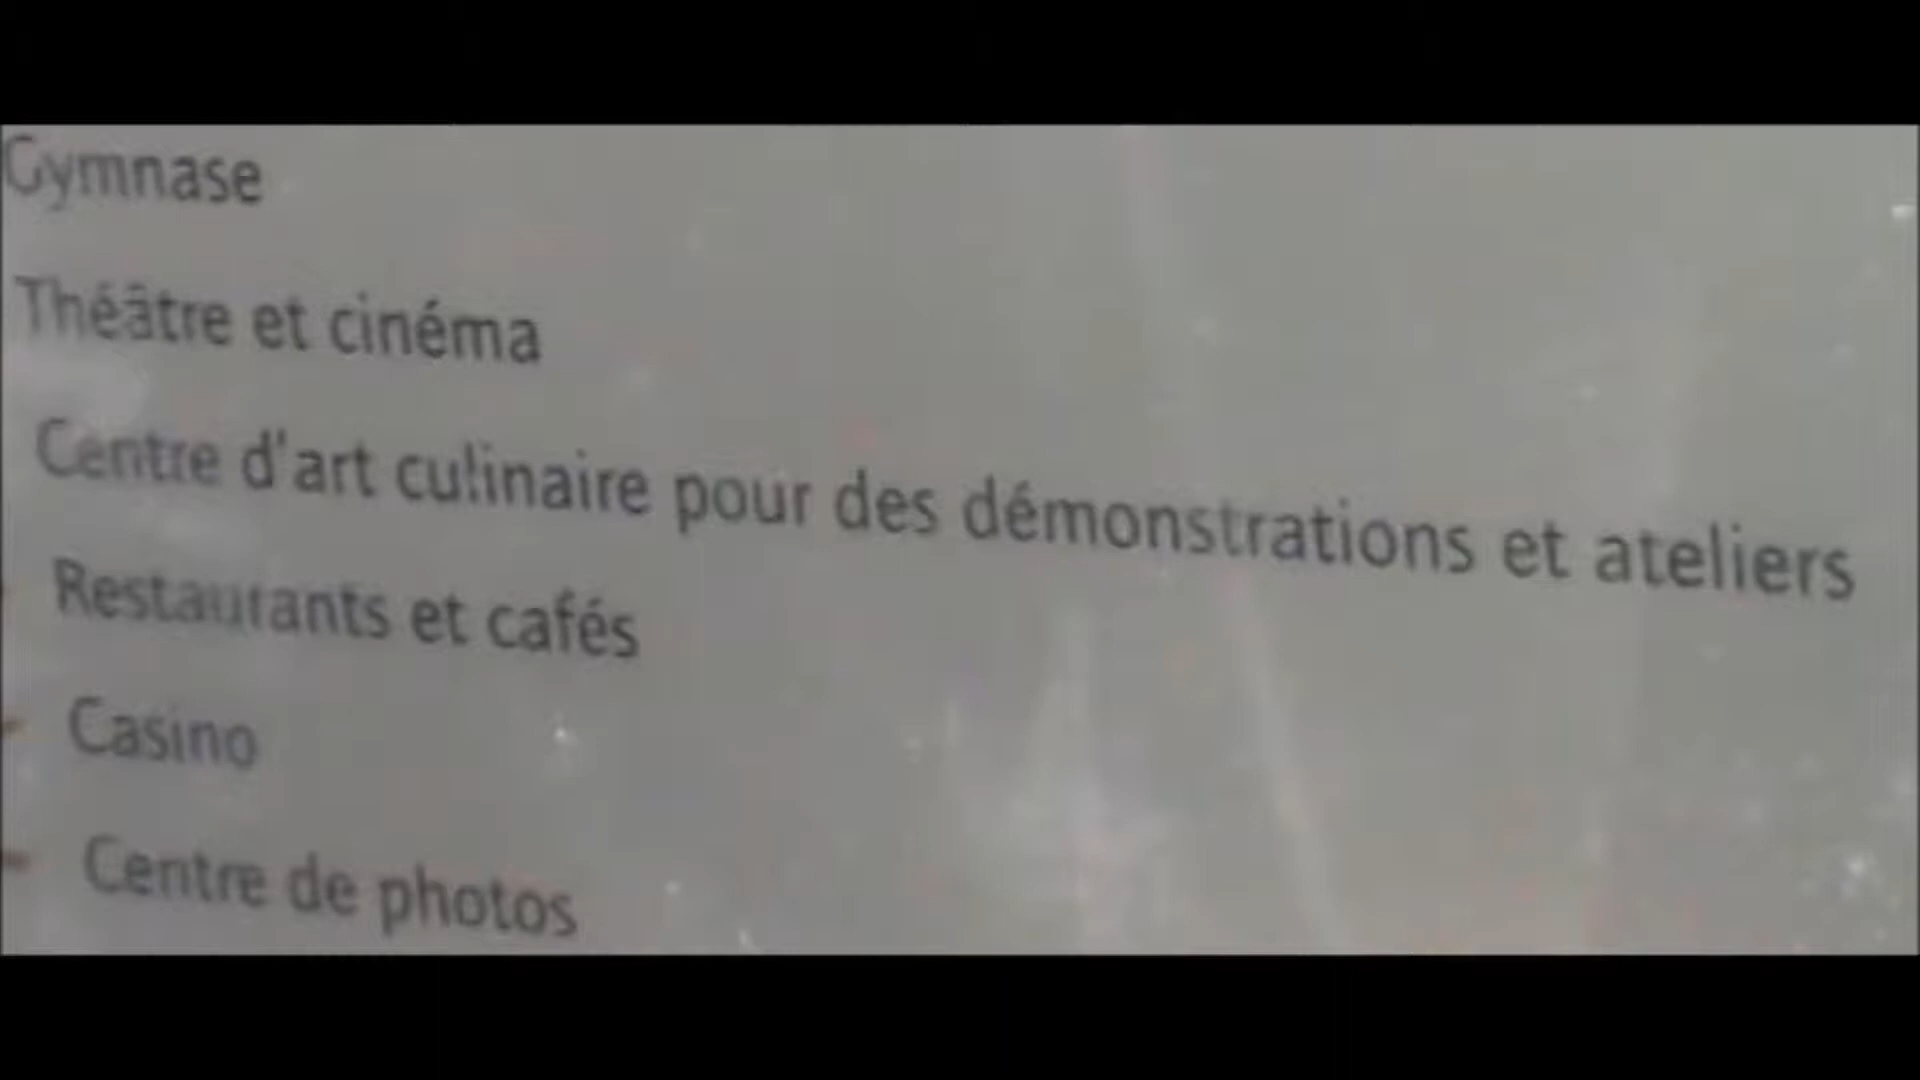 Gymnase
Théâtre et cinéma
Centre d'art culinaire pour des démonstrations et ateliers
Restaurants et cafés
- Casino
- Centre de photos